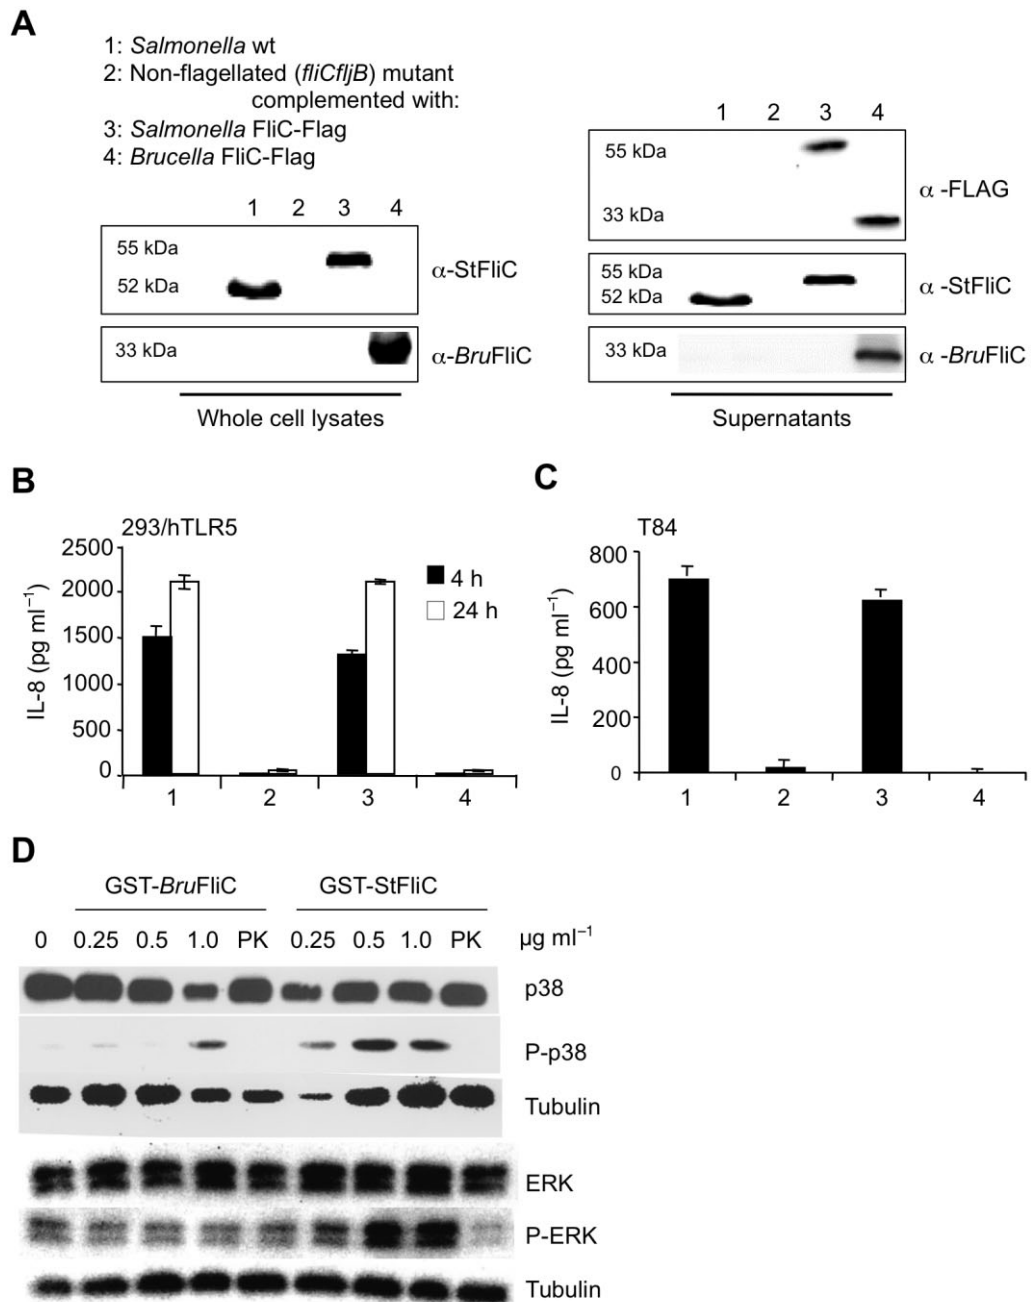 A
1: Salmonella wt
2: Non-flagellated (fliCfljB) mutant
complemented with:
3: Salmonella FliC-Flag
4: Brucella FliC-Flag
1 2 3 4
55 kDa
52 kDa
α-StFliC
33 kDa
α-BruFliC
Whole cell lysates
1 2 3 4
55 kDa
33 kDa
α -FLAG
55 kDa
52 kDa
α -StFliC
33 kDa
α -BruFliC
Supernatants
B
293/hTLR5
IL-8 (pg ml⁻¹)
2500
2000
1500
1000
500
0
4 h
24 h
1 2 3 4
C
T84
IL-8 (pg ml⁻¹)
800
600
400
200
0
1 2 3 4
D
GST-BruFliC GST-StFliC
0 0.25 0.5 1.0 PK 0.25 0.5 1.0 PK µg ml⁻¹
p38
P-p38
Tubulin
ERK
P-ERK
Tubulin